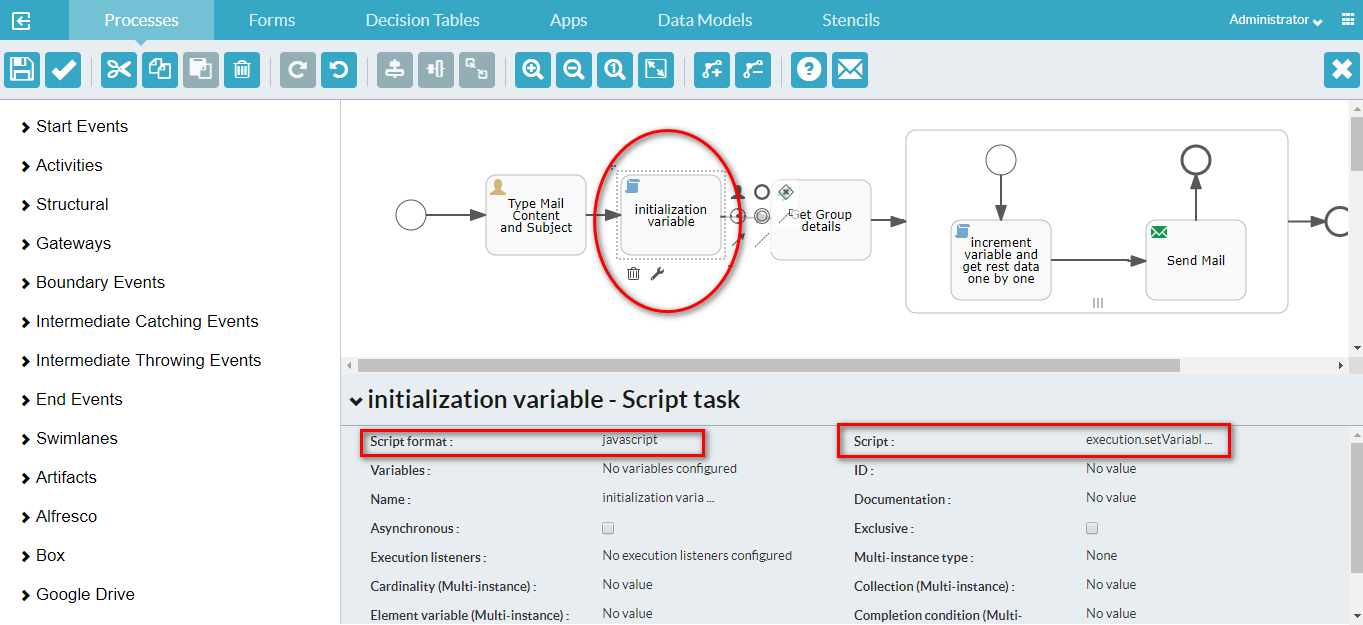 Processes
Forms
Decision Tables
Apps
Data Models
Stencils
Administrator
1
?
Start Events
Activities
Structural
Gateways
Boundary Events
Intermediate Catching Events
Intermediate Throwing Events
End Events
Swimlanes
Artifacts
Alfresco
Box
Google Drive
Type Mail
Content
and Subject
initialization
variable
Get Group
details
increment
variable and
get rest data
one by one
Send Mail
initialization variable - Script task
Script format :
javascript
Script :
execution.setVariabl ...
Variables :
No variables configured
ID :
No value
Name :
initialization varia ...
Documentation :
No value
Asynchronous :
Exclusive :
Execution listeners :
No execution listeners configured
Multi-instance type :
None
Cardinality (Multi-instance) :
No value
Collection (Multi-instance) :
No value
Element variable (Multi-instance) :
No value
Completion condition (Multi-
No value